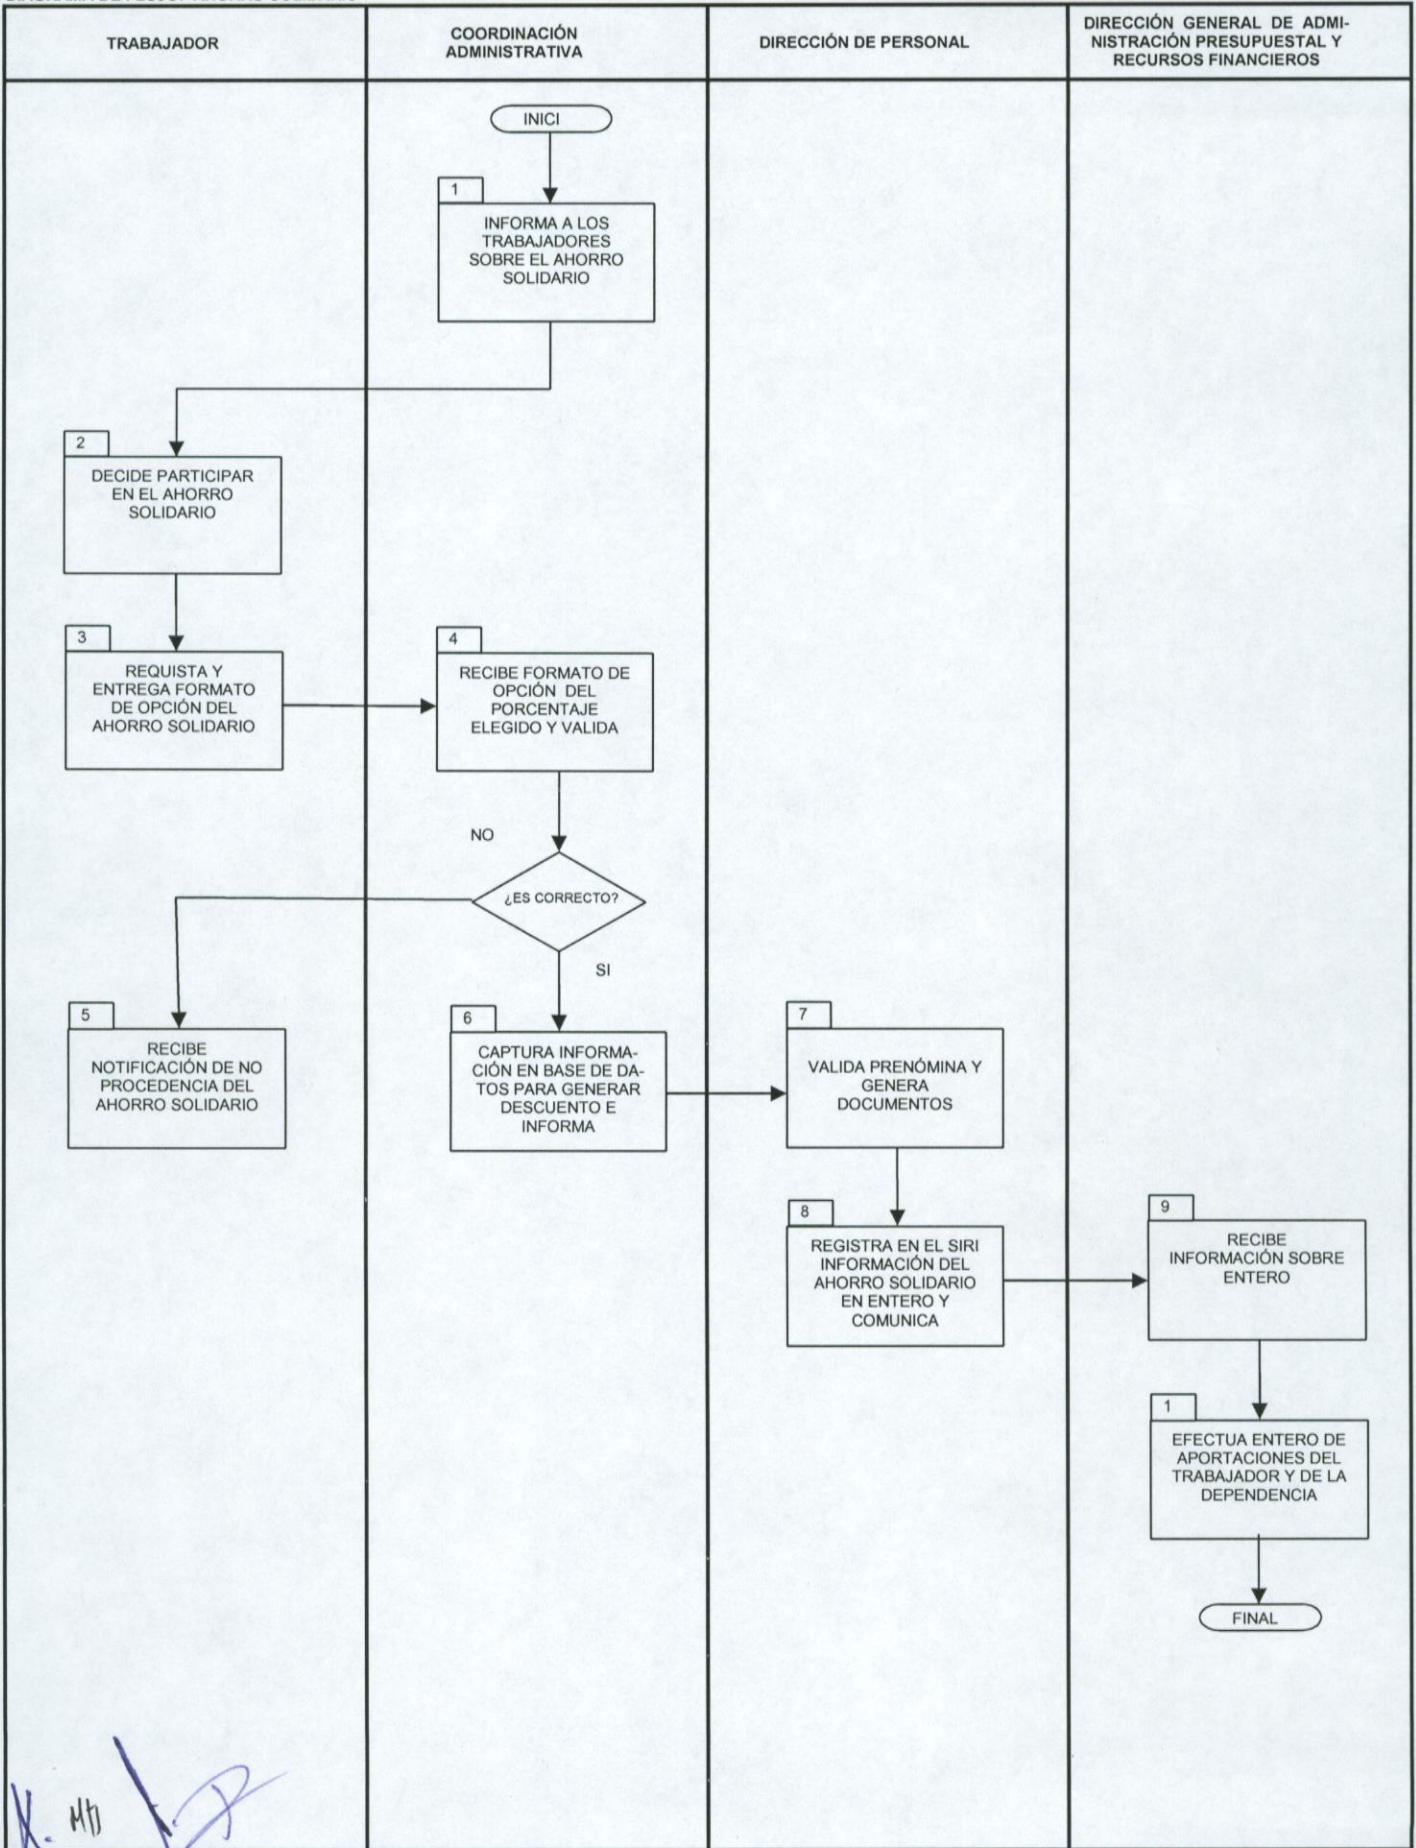 TRABAJADOR
COORDINACIÓN
ADMINISTRATIVA
DIRECCIÓN DE PERSONAL
DIRECCIÓN GENERAL DE ADMI-
NISTRACIÓN PRESUPUESTAL Y
RECURSOS FINANCIEROS
INICI
1
INFORMA A LOS
TRABAJADORES
SOBRE EL AHORRO
SOLIDARIO
2
DECIDE PARTICIPAR
EN EL AHORRO
SOLIDARIO
3
REQUISTA Y
ENTREGA FORMATO
DE OPCIÓN DEL
AHORRO SOLIDARIO
4
RECIBE FORMATO DE
OPCIÓN DEL
PORCENTAJE
ELEGIDO Y VALIDA
NO
¿ES CORRECTO?
SI
5
RECIBE
NOTIFICACIÓN DE NO
PROCEDENCIA DEL
AHORRO SOLIDARIO
6
CAPTURA INFORMA-
CIÓN EN BASE DE DA-
TOS PARA GENERAR
DESCUENTO E
INFORMA
7
VALIDA PRENÓMINA Y
GENERA
DOCUMENTOS
8
REGISTRA EN EL SIRI
INFORMACIÓN DEL
AHORRO SOLIDARIO
EN ENTERO Y
COMUNICA
9
RECIBE
INFORMACIÓN SOBRE
ENTERO
1
EFECTUA ENTERO DE
APORTACIONES DEL
TRABAJADOR Y DE LA
DEPENDENCIA
FINAL